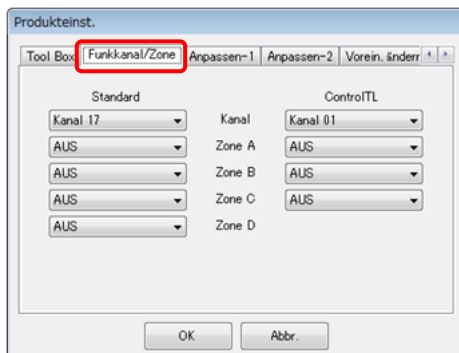 Produkteinst.
Tool Box Funkkanal/Zone Anpassen-1 Anpassen-2 Vorein. änderr
Standard ControlTL
Kanal 17 Kanal Kanal 01
AUS Zone A AUS
AUS Zone B AUS
AUS Zone C AUS
AUS Zone D
OK Abbr.